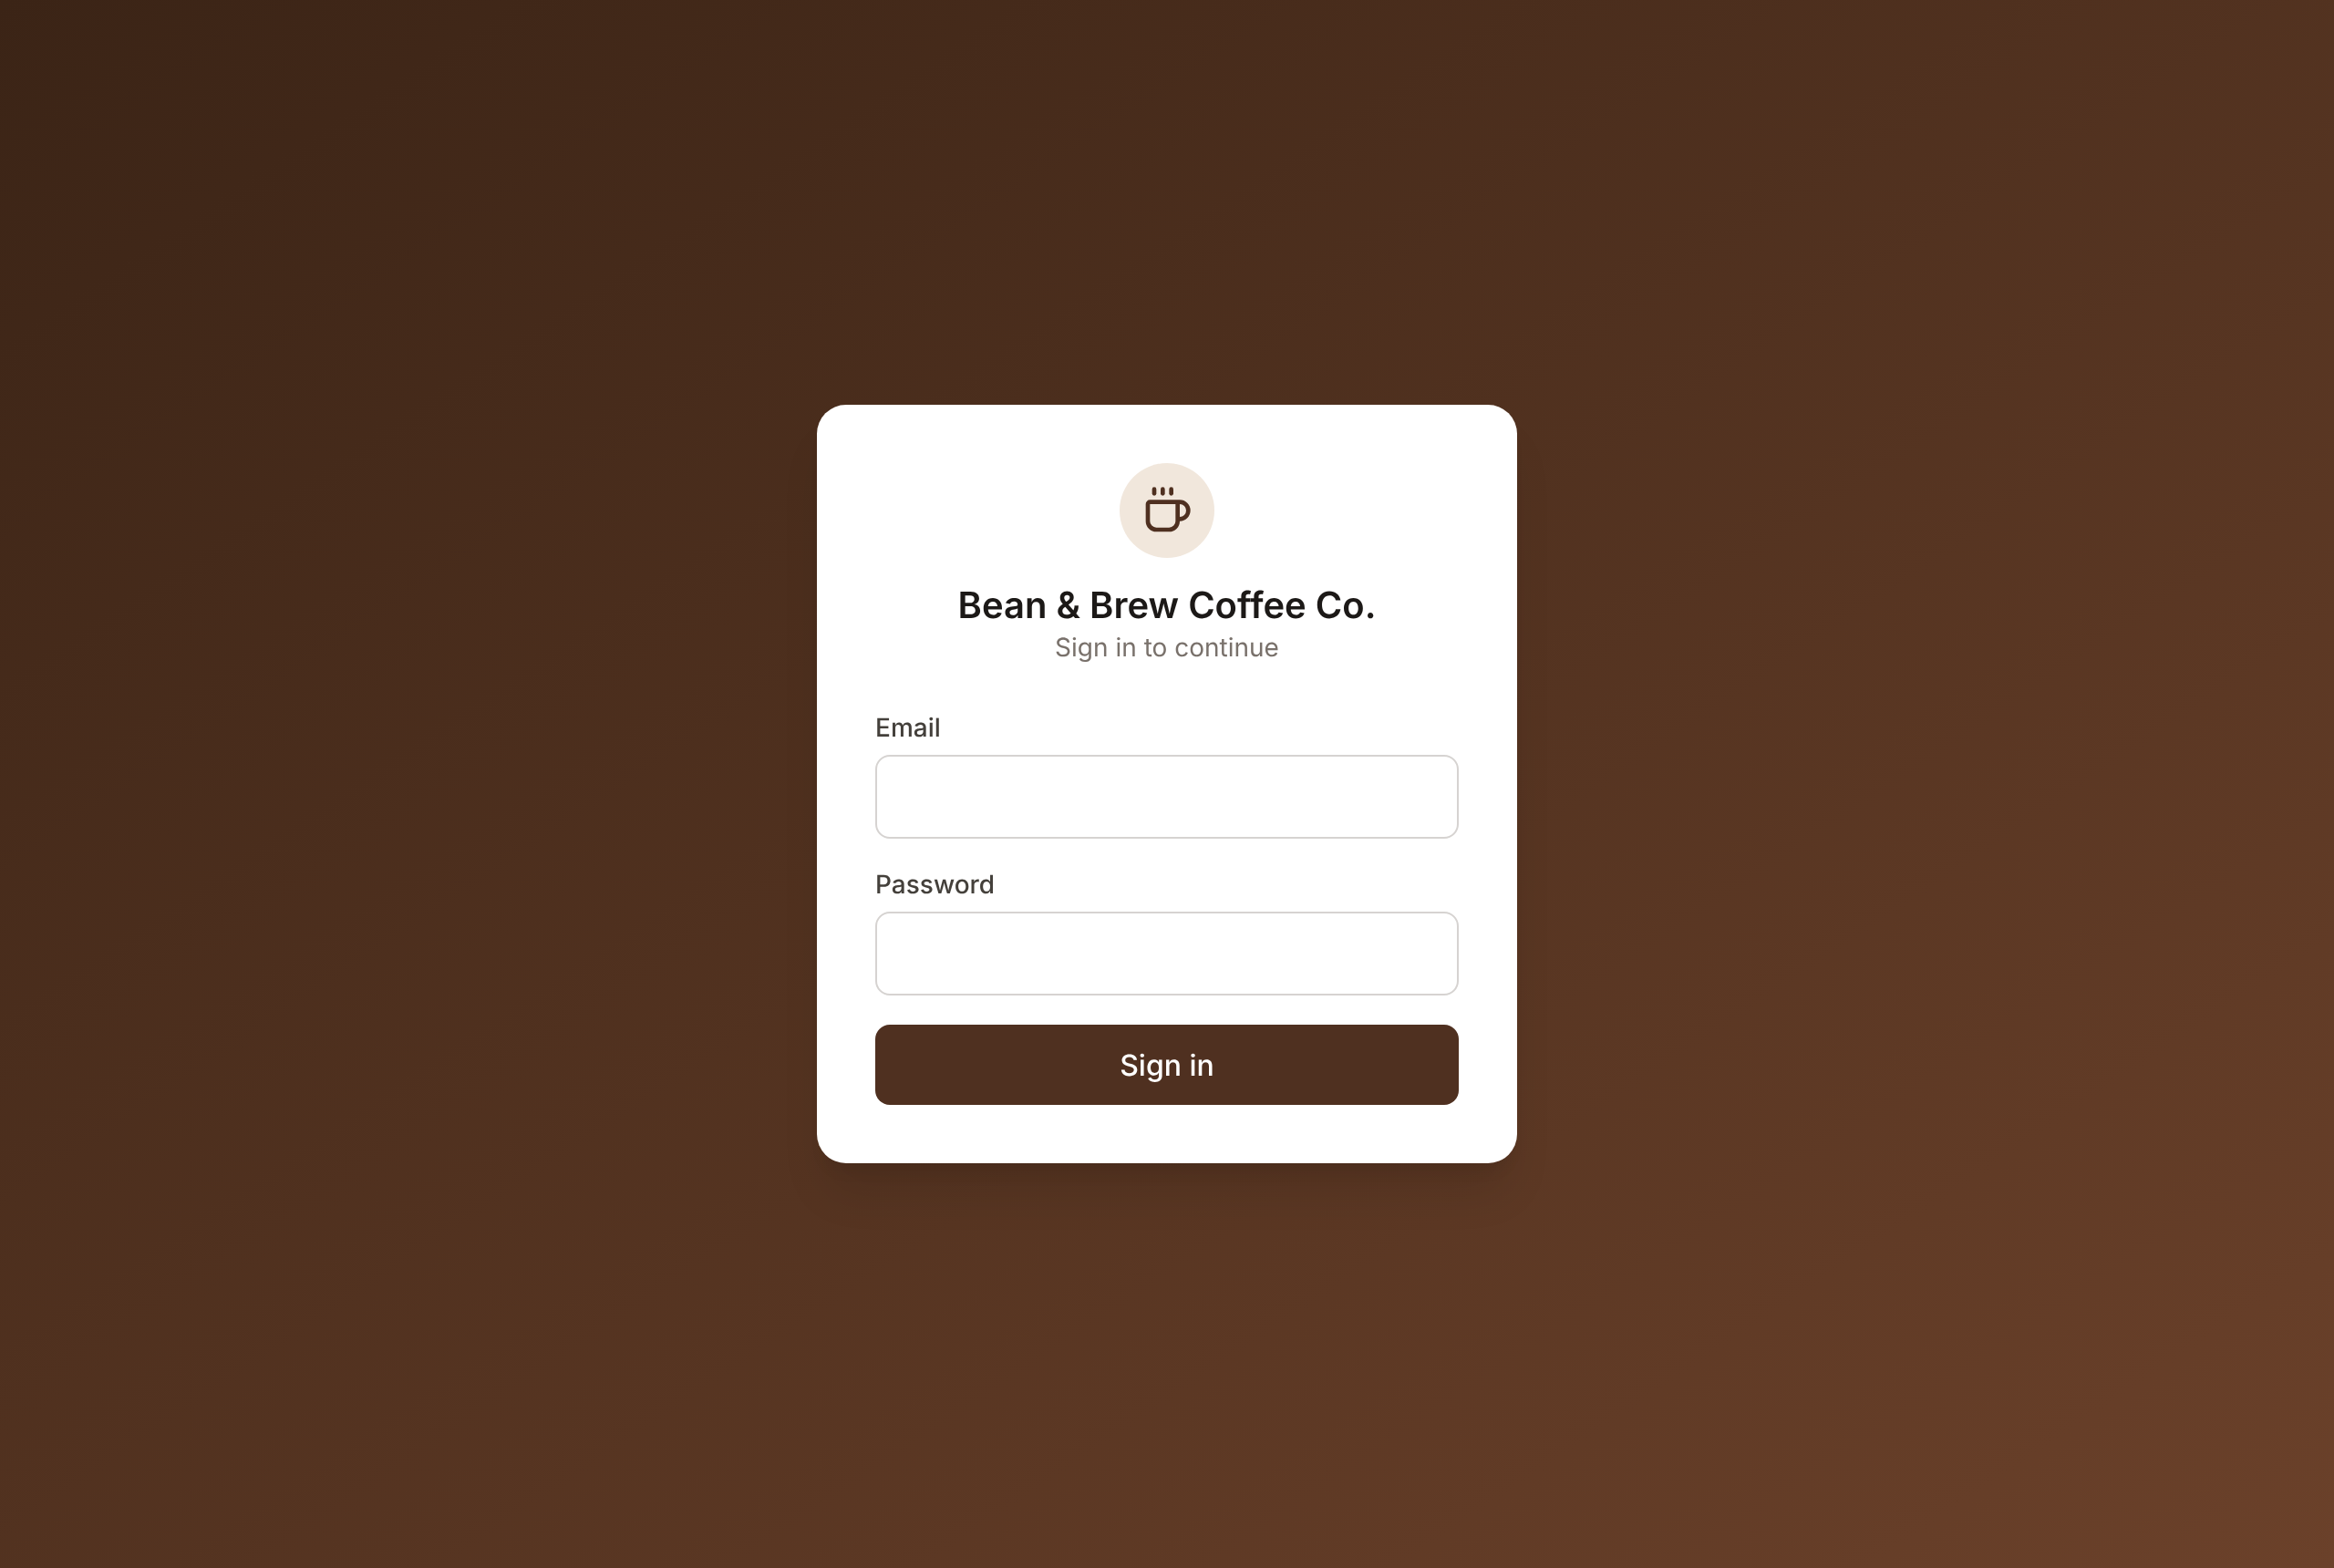 Bean & Brew Coffee Co.
Sign in to continue
Email
Password
Sign in